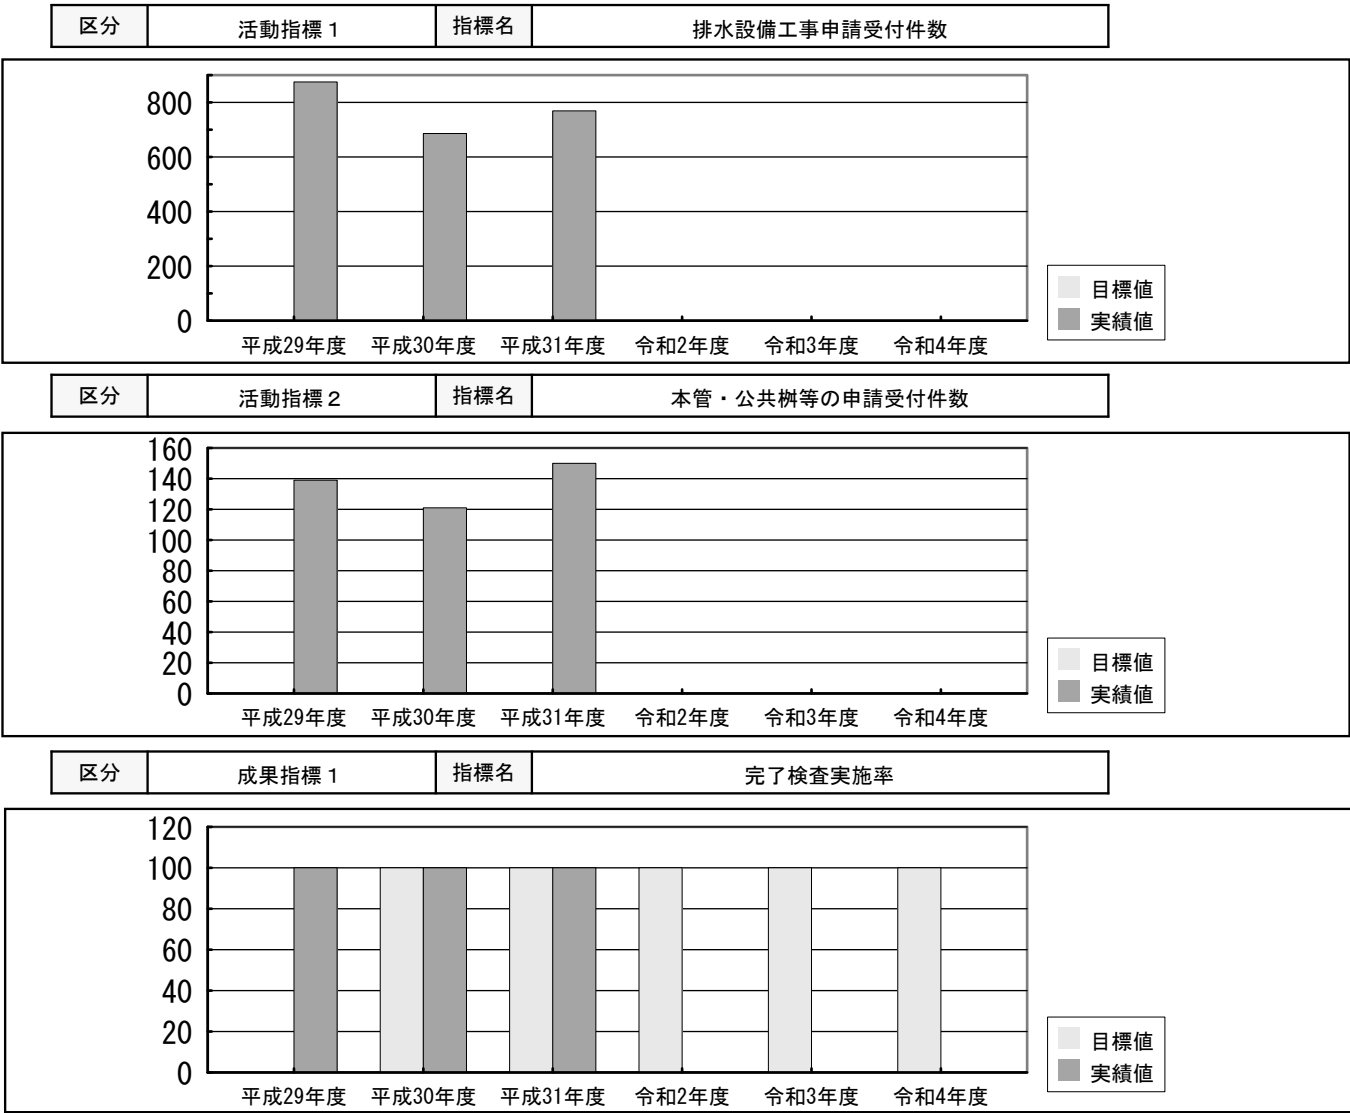 区分 活動指標１ 指標名 排水設備工事申請受付件数
800
600
400
200
0
平成29年度 平成30年度 平成31年度 令和2年度 令和3年度 令和4年度
目標値
実績値
区分 活動指標２ 指標名 本管・公共桝等の申請受付件数
160
140
120
100
80
60
40
20
0
平成29年度 平成30年度 平成31年度 令和2年度 令和3年度 令和4年度
目標値
実績値
区分 成果指標１ 指標名 完了検査実施率
120
100
80
60
40
20
0
平成29年度 平成30年度 平成31年度 令和2年度 令和3年度 令和4年度
目標値
実績値